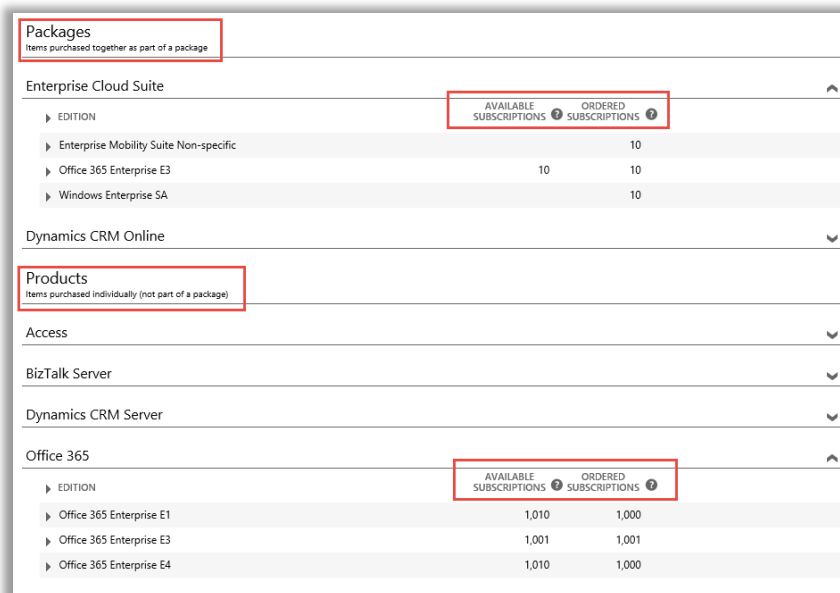 Packages
Items purchased together as part of a package
Enterprise Cloud Suite
EDITION AVAILABLE SUBSCRIPTIONS ? ORDERED SUBSCRIPTIONS ?
Enterprise Mobility Suite Non-specific 10
Office 365 Enterprise E3 10 10
Windows Enterprise SA 10
Dynamics CRM Online
Products
Items purchased individually (not part of a package)
Access
BizTalk Server
Dynamics CRM Server
Office 365
EDITION AVAILABLE SUBSCRIPTIONS ? ORDERED SUBSCRIPTIONS ?
Office 365 Enterprise E1 1,010 1,000
Office 365 Enterprise E3 1,001 1,001
Office 365 Enterprise E4 1,010 1,000